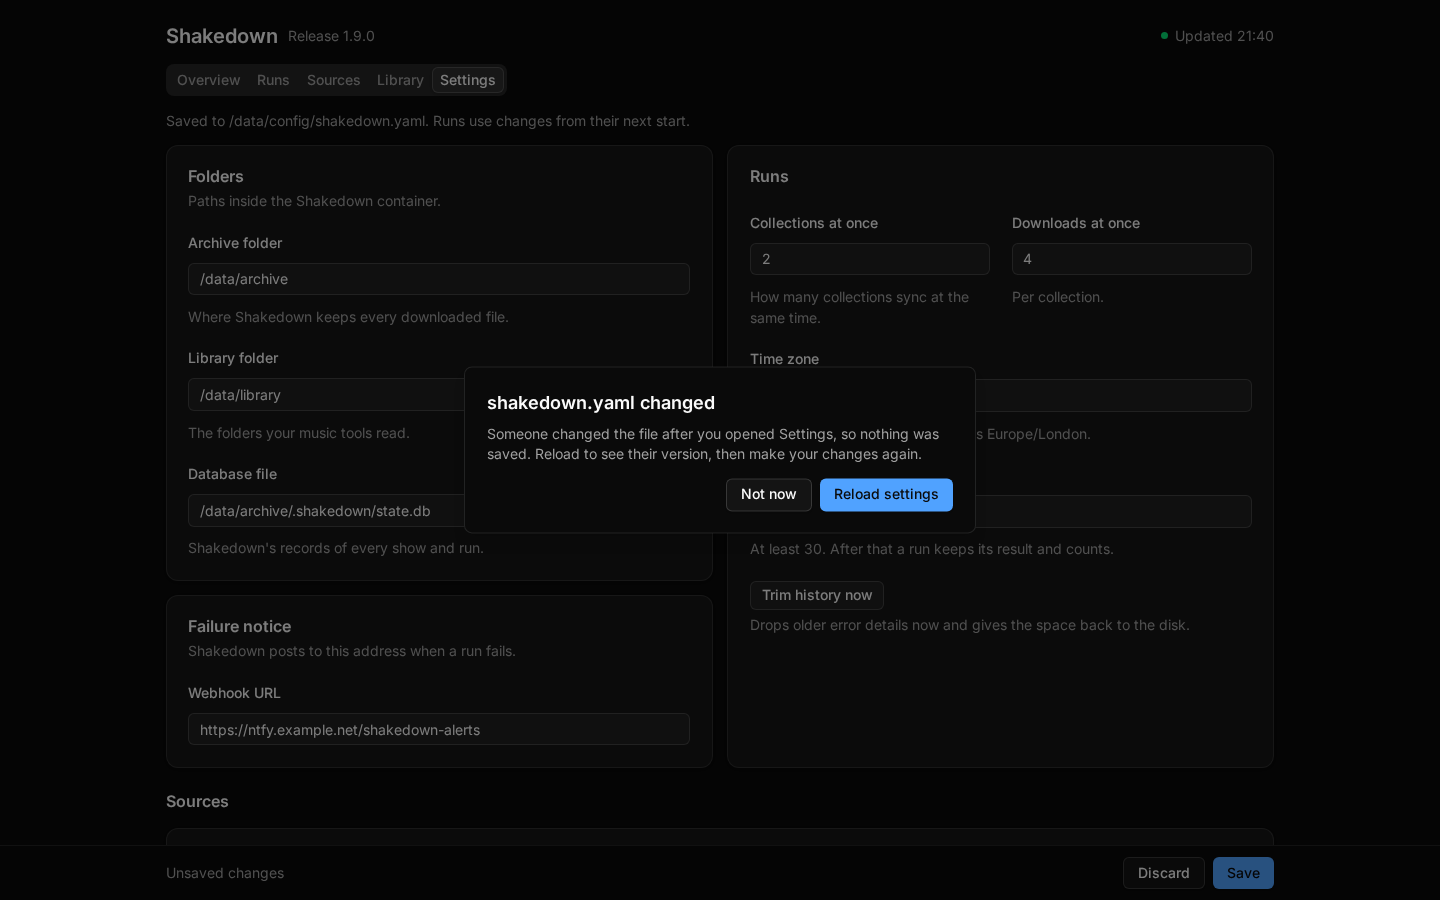 Shakedown Release 1.9.0
Updated 21:40
Overview Runs Sources Library Settings
Saved to /data/config/shakedown.yaml. Runs use changes from their next start.
Folders
Paths inside the Shakedown container.
Archive folder
/data/archive
Where Shakedown keeps every downloaded file.
Library folder
/data/library
The folders your music tools read.
Database file
/data/archive/.shakedown/state.db
Shakedown's records of every show and run.
Failure notice
Shakedown posts to this address when a run fails.
Webhook URL
https://ntfy.example.net/shakedown-alerts
Runs
Collections at once
2
How many collections sync at the
same time.
Downloads at once
4
Per collection.
Time zone
Europe/London.
At least 30. After that a run keeps its result and counts.
Trim history now
Drops older error details now and gives the space back to the disk.
shakedown.yaml changed
Someone changed the file after you opened Settings, so nothing was
saved. Reload to see their version, then make your changes again.
Not now
Reload settings
Sources
Unsaved changes
Discard
Save